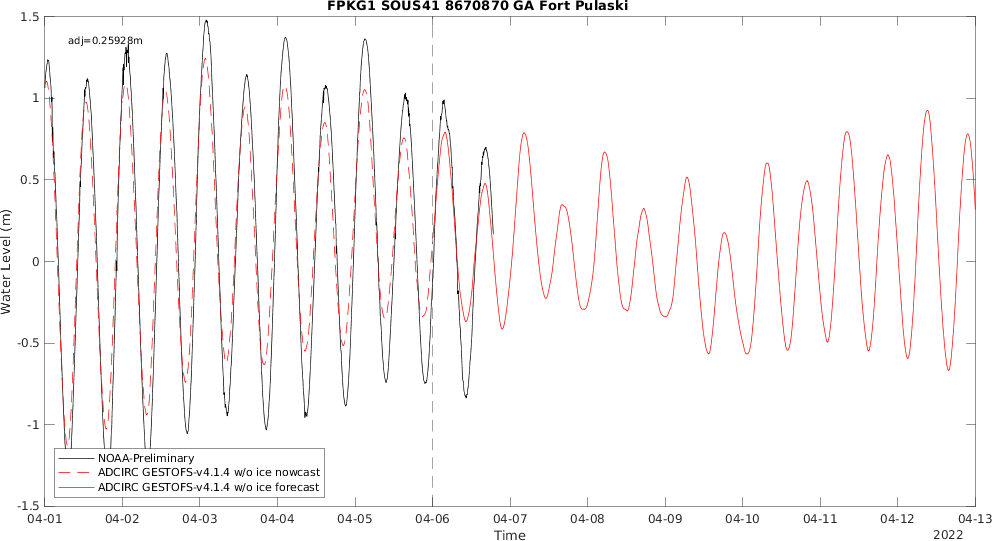 FPKG1 SOUS41 8670870 GA Fort Pulaski
adj=0.25928m
1.5
1
0.5
0
-0.5
-1
-1.5
Water Level (m)
NOAA-Preliminary
ADCIRC GESTOFS-v4.1.4 w/o ice nowcast
ADCIRC GESTOFS-v4.1.4 w/o ice forecast
04-01 04-02 04-03 04-04 04-05 04-06 04-07 04-08 04-09 04-10 04-11 04-12 04-13
Time
2022